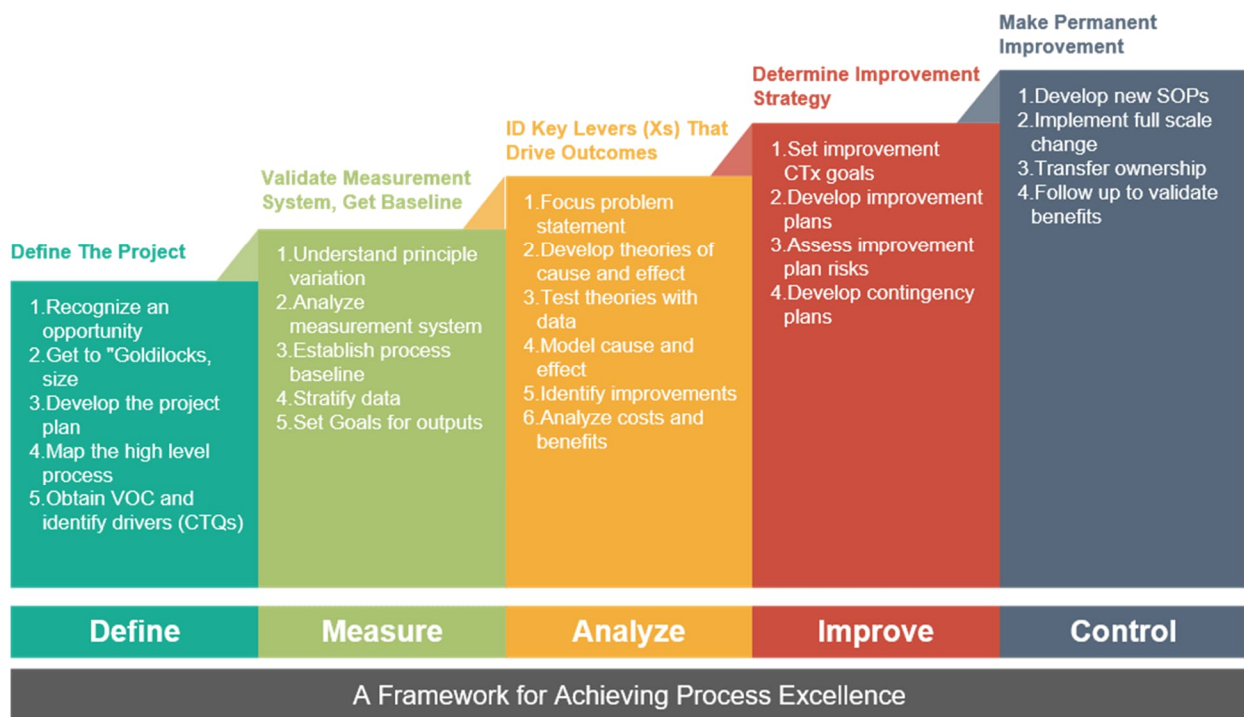 Define The Project
1.Recognize an
opportunity
2.Get to "Goldilocks,
size
3.Develop the project
plan
4.Map the high level
process
5.Obtain VOC and
identify drivers (CTQs)
Define
Validate Measurement
System, Get Baseline
1.Understand principle
variation
2.Analyze
measurement system
3.Establish process
baseline
4.Stratify data
5.Set Goals for outputs
Measure
ID Key Levers (Xs) That
Drive Outcomes
1.Focus problem
statement
2.Develop theories of
cause and effect
3.Test theories with
data
4.Model cause and
effect
5.Identify improvements
6.Analyze costs and
benefits
Analyze
Determine Improvement
Strategy
1.Set improvement
CTx goals
2.Develop improvement
plans
3.Assess improvement
plan risks
4.Develop contingency
plans
Improve
Make Permanent
Improvement
1.Develop new SOPs
2.Implement full scale
change
3.Transfer ownership
4.Follow up to validate
benefits
Control
A Framework for Achieving Process Excellence